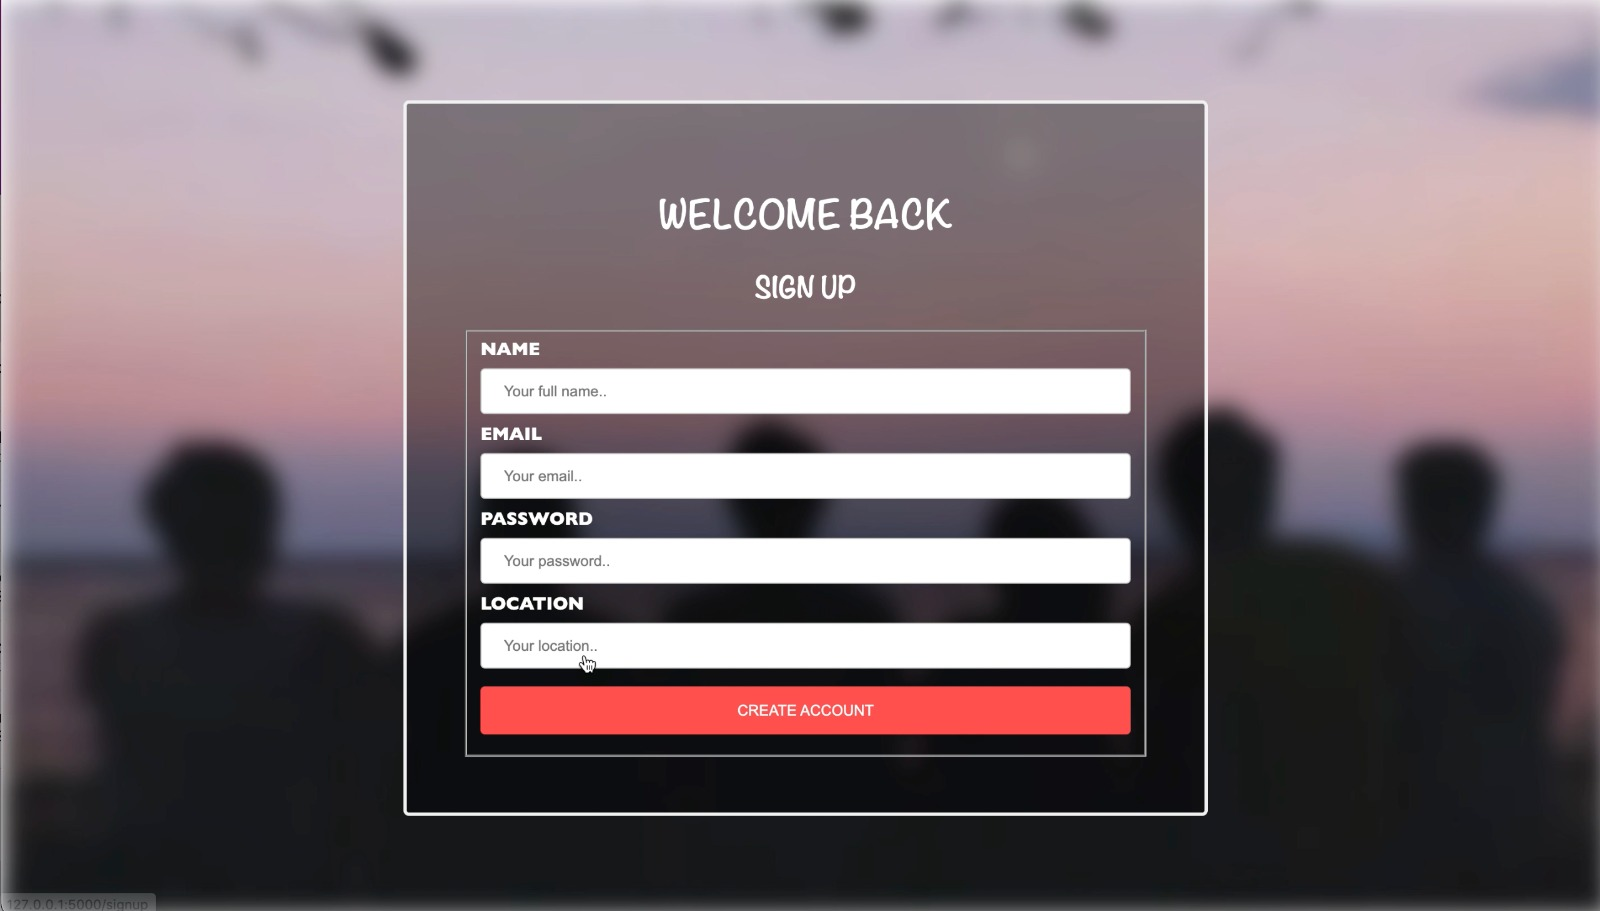 WELCOME BACK
SIGN UP
NAME
Your full name..
EMAIL
Your email..
PASSWORD
Your password..
LOCATION
Your location..
CREATE ACCOUNT
127.0.0.1:5000/signup